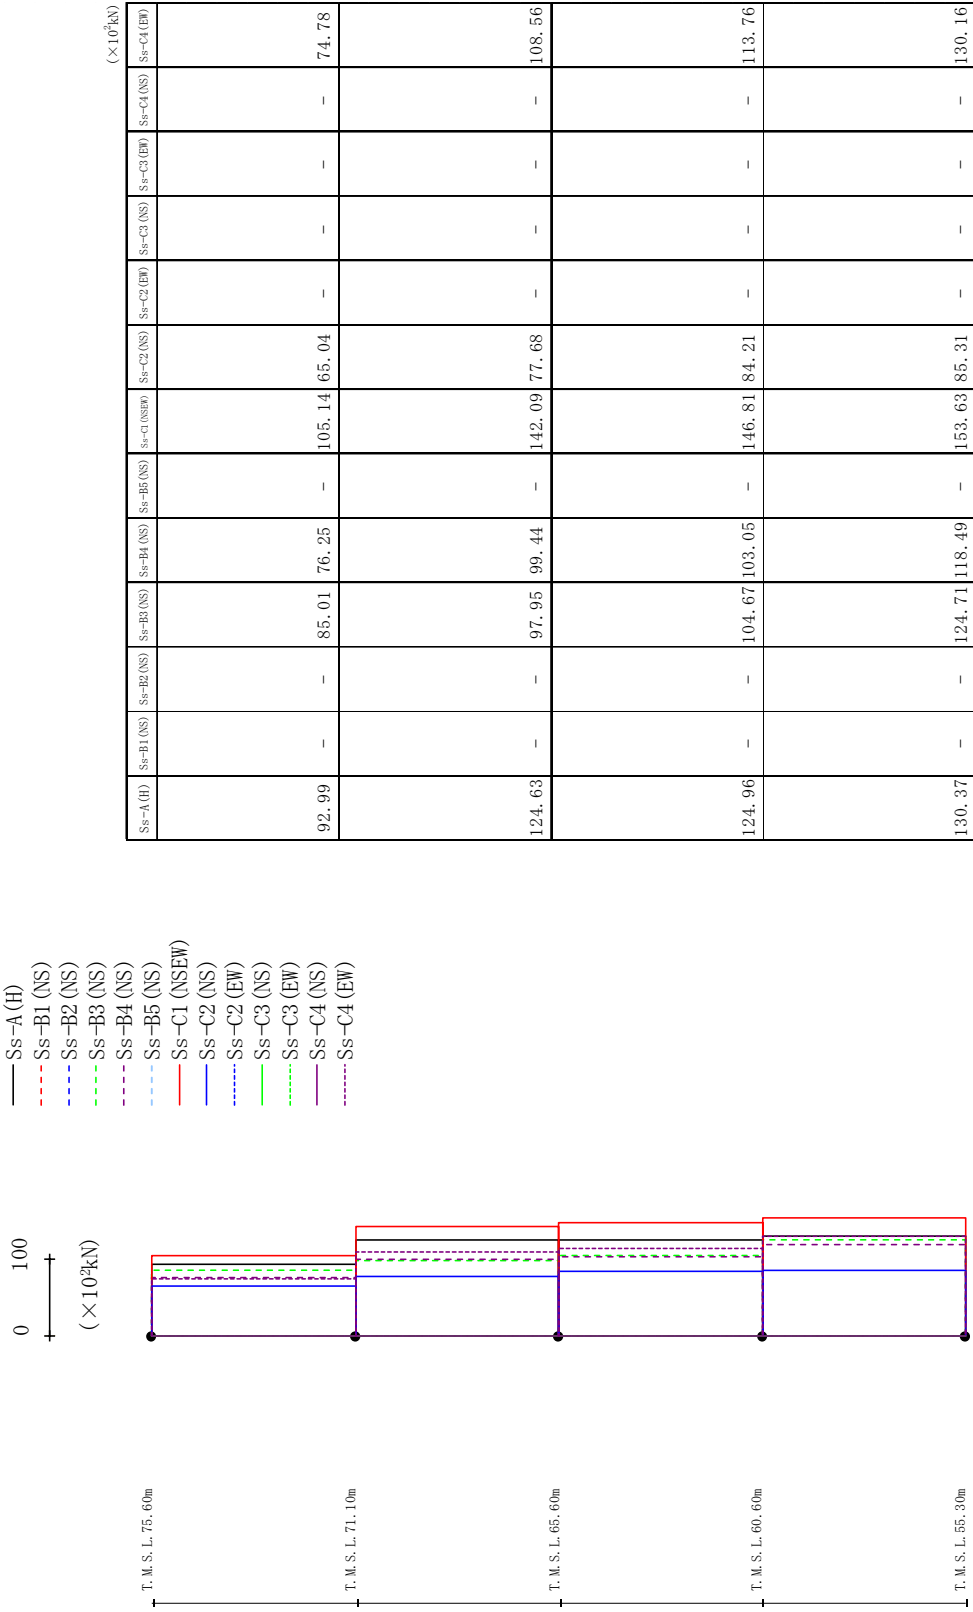 (×10²kN)
Ss-A(H) Ss-B1(NS) Ss-B2(NS) Ss-B3(NS) Ss-B4(NS) Ss-B5(NS) Ss-C1(NSEW) Ss-C2(NS) Ss-C2(EW) Ss-C3(NS) Ss-C3(EW) Ss-C4(NS) Ss-C4(EW)
92.99 - - 85.01 76.25 - 105.14 65.04 - - - - 74.78
124.63 - - 97.95 99.44 - 142.09 77.68 - - - - 108.56
124.96 - - 104.67 103.05 - 146.81 84.21 - - - - 113.76
130.37 - - 124.71 118.49 - 153.63 85.31 - - - - 130.16
Ss-A(H)
Ss-B1(NS)
Ss-B2(NS)
Ss-B3(NS)
Ss-B4(NS)
Ss-B5(NS)
Ss-C1(NSEW)
Ss-C2(NS)
Ss-C2(EW)
Ss-C3(NS)
Ss-C3(EW)
Ss-C4(NS)
Ss-C4(EW)
0 100
(×10²kN)
T.M.S.L.75.60m
T.M.S.L.71.10m
T.M.S.L.65.60m
T.M.S.L.60.60m
T.M.S.L.55.30m